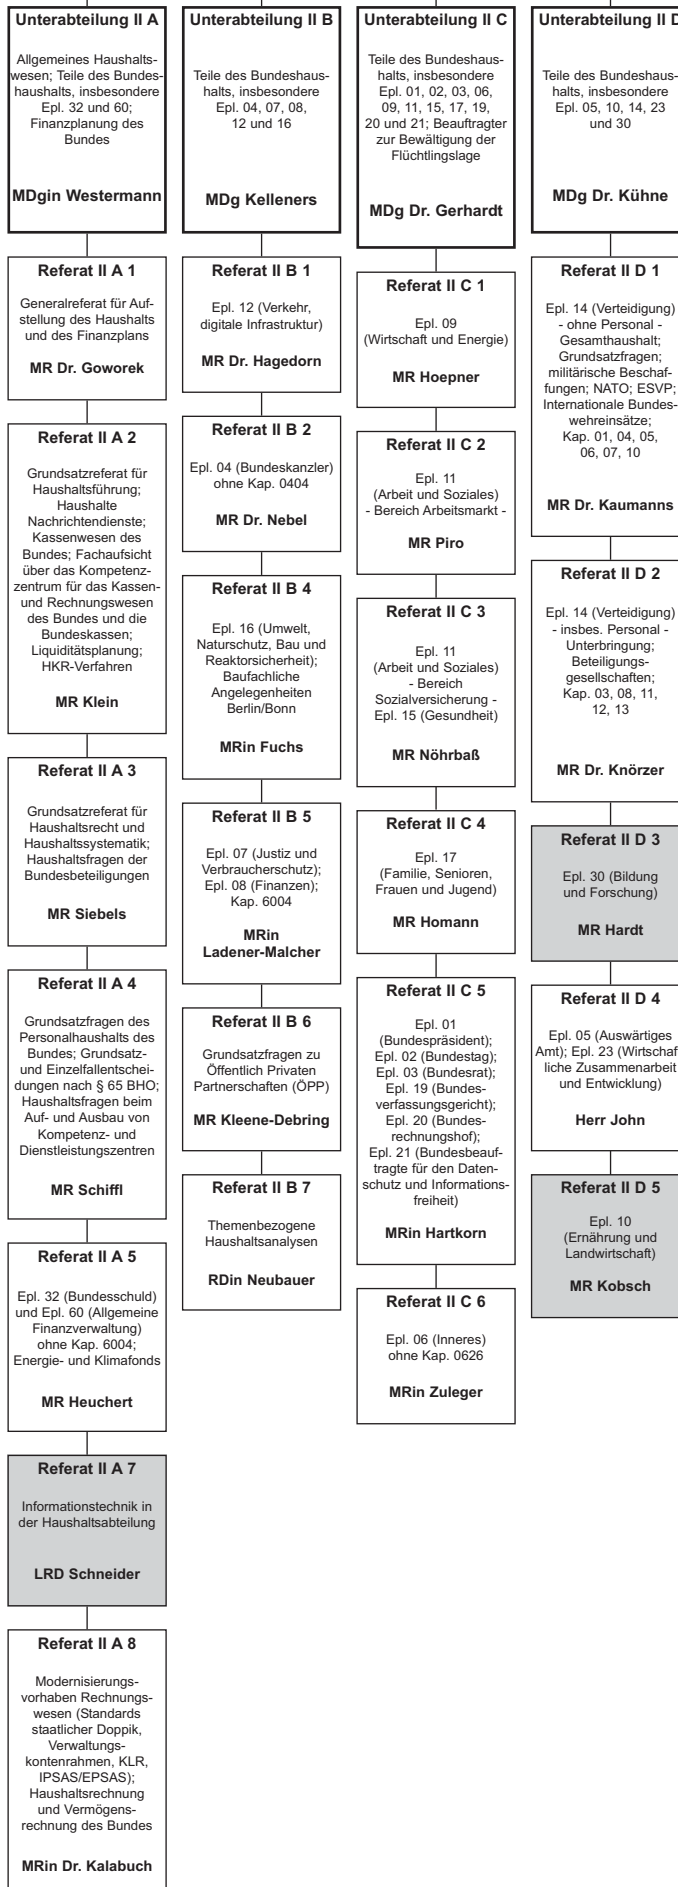 Unterabteilung II A
Allgemeines Haushalts-
wesen; Teile des Bundes-
haushalts, insbesondere
Epl. 32 und 60;
Finanzplanung des
Bundes
MDgin Westermann
Referat II A 1
Generalreferat für Auf-
stellung des Haushalts
und des Finanzplans
MR Dr. Goworek
Referat II A 2
Grundsatzreferat für
Haushaltsführung;
Haushalte
Nachrichtendienste;
Kassenwesen des
Bundes; Fachaufsicht
über das Kompetenz-
zentrum für das Kassen-
und Rechnungswesen
des Bundes und die
Bundeskassen;
Liquiditätsplanung;
HKR-Verfahren
MR Klein
Referat II A 3
Grundsatzreferat für
Haushaltsrecht und
Haushaltssystematik;
Haushaltsfragen der
Bundesbeteiligungen
MR Siebels
Referat II A 4
Grundsatzfragen des
Personalhaushalts des
Bundes; Grundsatz-
und Einzelfallentschei-
dungen nach § 65 BHO;
Haushaltsfragen beim
Auf- und Ausbau von
Kompetenz- und
Dienstleistungszentren
MR Schiffl
Referat II A 5
Epl. 32 (Bundesschuld)
und Epl. 60 (Allgemeine
Finanzverwaltung)
ohne Kap. 6004;
Energie- und Klimafonds
MR Heuchert
Referat II A 7
Informationstechnik in
der Haushaltsabteilung
LRD Schneider
Referat II A 8
Modernisierungs-
vorhaben Rechnungs-
wesen (Standards
staatlicher Doppik,
Verwaltungs-
kontenrahmen, KLR,
IPSAS/EPSAS);
Haushaltsrechnung
und Vermögens-
rechnung des Bundes
MRin Dr. Kalabuch
Unterabteilung II B
Teile des Bundeshaus-
halts, insbesondere
Epl. 04, 07, 08,
12 und 16
MDg Kelleners
Referat II B 1
Epl. 12 (Verkehr,
digitale Infrastruktur)
MR Dr. Hagedorn
Referat II B 2
Epl. 04 (Bundeskanzler)
ohne Kap. 0404
MR Dr. Nebel
Referat II B 4
Epl. 16 (Umwelt,
Naturschutz, Bau und
Reaktorsicherheit);
Baufachliche
Angelegenheiten
Berlin/Bonn
MRin Fuchs
Referat II B 5
Epl. 07 (Justiz und
Verbraucherschutz);
Epl. 08 (Finanzen);
Kap. 6004
MRin
Ladener-Malcher
Referat II B 6
Grundsatzfragen zu
Öffentlich Privaten
Partnerschaften (ÖPP)
MR Kleene-Debring
Referat II B 7
Themenbezogene
Haushaltsanalysen
RDin Neubauer
Unterabteilung II C
Teile des Bundeshaus-
halts, insbesondere
Epl. 01, 02, 03, 06,
09, 11, 15, 17, 19,
20 und 21; Beauftragter
zur Bewältigung der
Flüchtlingslage
MDg Dr. Gerhardt
Referat II C 1
Epl. 09
(Wirtschaft und Energie)
MR Hoepner
Referat II C 2
Epl. 11
(Arbeit und Soziales)
- Bereich Arbeitsmarkt -
MR Piro
Referat II C 3
Epl. 11
(Arbeit und Soziales)
- Bereich
Sozialversicherung -
Epl. 15 (Gesundheit)
MR Nöhrbaß
Referat II C 4
Epl. 17
(Familie, Senioren,
Frauen und Jugend)
MR Homann
Referat II C 5
Epl. 01
(Bundespräsident);
Epl. 02 (Bundestag);
Epl. 03 (Bundesrat);
Epl. 19 (Bundes-
verfassungsgericht);
Epl. 20 (Bundes-
rechnungshof);
Epl. 21 (Bundesbeauf-
tragte für den Daten-
schutz und Informations-
freiheit)
MRin Hartkorn
Referat II C 6
Epl. 06 (Inneres)
ohne Kap. 0626
MRin Zuleger
Unterabteilung II D
Teile des Bundeshaus-
halts, insbesondere
Epl. 05, 10, 14, 23
und 30
MDg Dr. Kühne
Referat II D 1
Epl. 14 (Verteidigung)
- ohne Personal -
Gesamthaushalt;
Grundsatzfragen;
militärische Beschaf-
fungen; NATO; ESVP;
Internationale Bundes-
wehreinsätze;
Kap. 01, 04, 05,
06, 07, 10
MR Dr. Kaumanns
Referat II D 2
Epl. 14 (Verteidigung)
- insbes. Personal -
Unterbringung;
Beteiligungs-
gesellschaften;
Kap. 03, 08, 11,
12, 13
MR Dr. Knörzer
Referat II D 3
Epl. 30 (Bildung
und Forschung)
MR Hardt
Referat II D 4
Epl. 05 (Auswärtiges
Amt); Epl. 23 (Wirtschaft-
liche Zusammenarbeit
und Entwicklung)
Herr John
Referat II D 5
Epl. 10
(Ernährung und
Landwirtschaft)
MR Kobsch